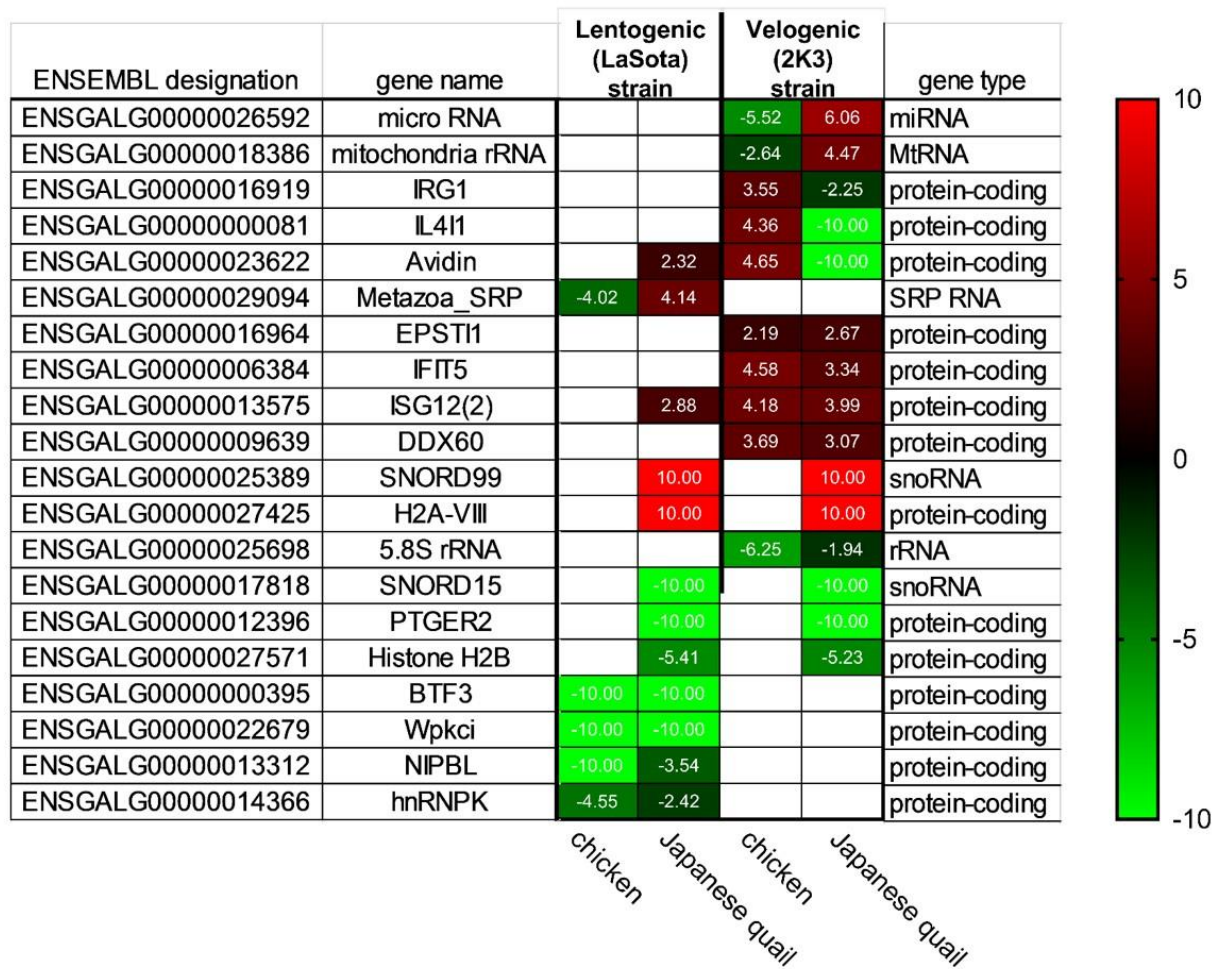 Lentogenic Velogenic
(LaSota) (2K3)
ENSEMBL designation gene name strain strain gene type
ENSGALG00000026592 micro RNA -5.52 6.06 miRNA
ENSGALG00000018386 mitochondria rRNA -2.64 4.47 MtRNA
ENSGALG00000016919 IRG1 3.55 -2.25 protein-coding
ENSGALG00000000081 IL4I1 4.36 -10.00 protein-coding
ENSGALG00000023622 Avidin 2.32 4.65 -10.00 protein-coding
ENSGALG00000029094 Metazoa_SRP -4.02 4.14 SRP RNA
ENSGALG00000016964 EPSTI1 2.19 2.67 protein-coding
ENSGALG00000006384 IFIT5 4.58 3.34 protein-coding
ENSGALG00000013575 ISG12(2) 2.88 4.18 3.99 protein-coding
ENSGALG00000009639 DDX60 3.69 3.07 protein-coding
ENSGALG00000025389 SNORD99 10.00 10.00 snoRNA
ENSGALG00000027425 H2A-VIII 10.00 10.00 protein-coding
ENSGALG00000025698 5.8S rRNA -6.25 -1.94 rRNA
ENSGALG00000017818 SNORD15 -10.00 -10.00 snoRNA
ENSGALG00000012396 PTGER2 -10.00 -10.00 protein-coding
ENSGALG00000027571 Histone H2B -5.41 -5.23 protein-coding
ENSGALG00000000395 BTF3 -10.00 -10.00 protein-coding
ENSGALG00000022679 Wpkci -10.00 -10.00 protein-coding
ENSGALG00000013312 NIPBL -10.00 -3.54 protein-coding
ENSGALG00000014366 hnRNPK -4.55 -2.42 protein-coding
chicken Japanese quail chicken Japanese quail
10
5
0
-5
-10